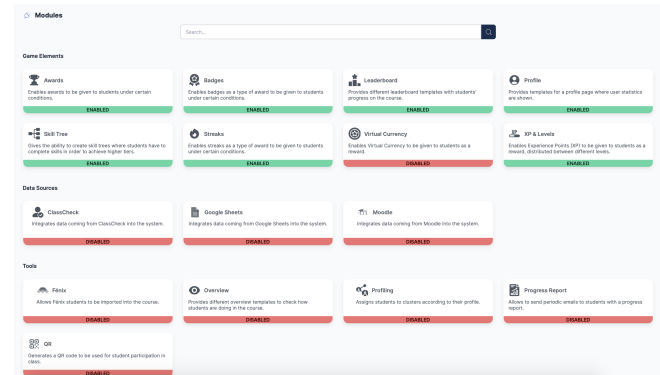 Modules
Search...
Game Elements
Awards
Enables awards to be given to students under certain
conditions.
ENABLED
Badges
Enables badges as a type of award to be given to students
under certain conditions.
ENABLED
Leaderboard
Provides different leaderboard templates with students'
progress on the course.
ENABLED
Profile
Provides templates for a profile page where user statistics
are shown.
ENABLED
Skill Tree
Gives the ability to create skill trees where students have to
complete skills in order to achieve higher tiers.
ENABLED
Streaks
Enables streaks as a type of award to be given to students
under certain conditions.
ENABLED
Virtual Currency
Enables Virtual Currency to be given to students as a
reward.
DISABLED
XP & Levels
Enables Experience Points (XP) to be given to students as a
reward, distributed between different levels.
ENABLED
Data Sources
ClassCheck
Integrates data coming from ClassCheck into the system.
DISABLED
Google Sheets
Integrates data coming from Google Sheets into the system.
DISABLED
Moodle
Integrates data coming from Moodle into the system.
DISABLED
Tools
Fénix
Allows Fénix students to be imported into the course.
DISABLED
Overview
Provides different overview templates to check how
students are doing in the course.
DISABLED
Profiling
Assigns students to clusters according to their profile.
DISABLED
Progress Report
Allows to send periodic emails to students with a progress
report.
DISABLED
QR
Generates a QR code to be used for student participation in
class.
DISABLED